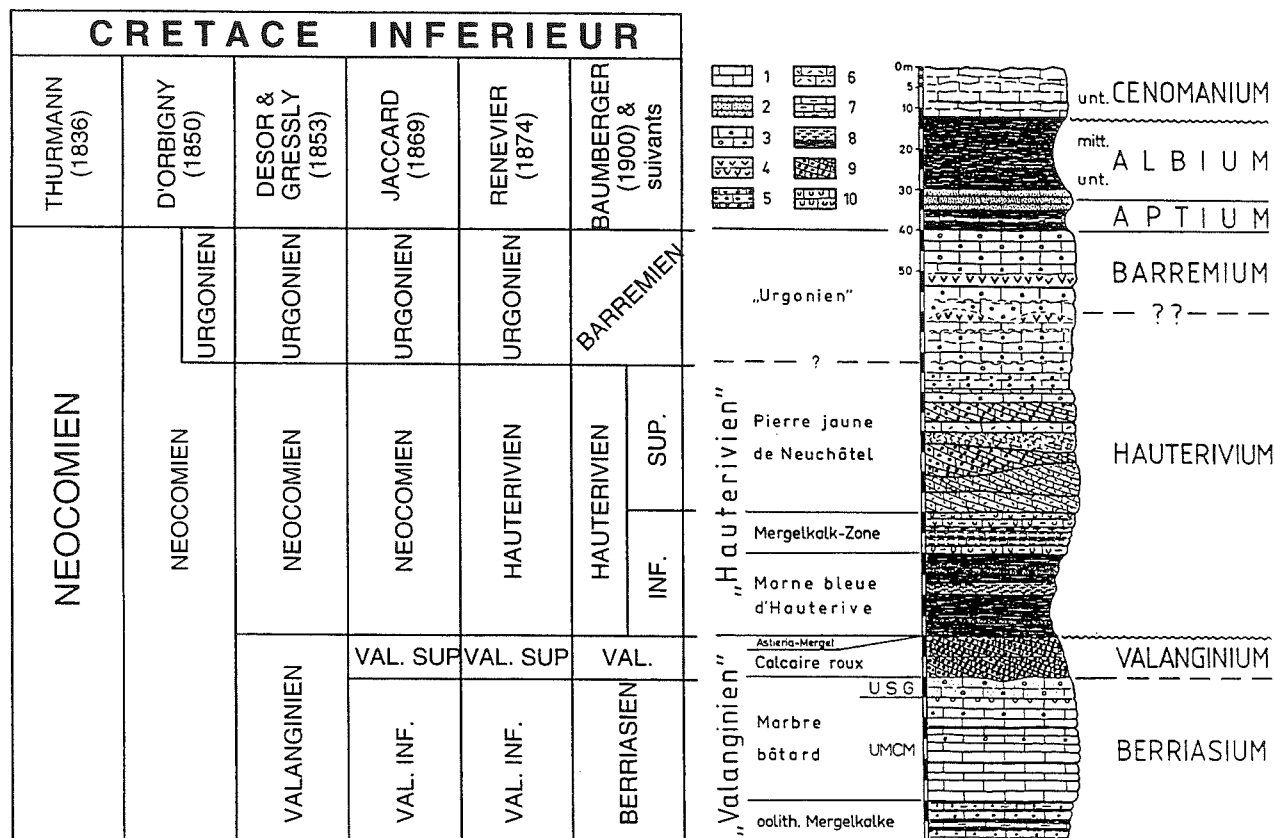 CRETACE INFERIEUR
THURMANN
(1836)
D'ORBIGNY
(1850)
DESOR &
GRESSLY
(1853)
JACCARD
(1869)
RENEVIER
(1874)
BAUMBERGER
(1900) &
suivants
NEOCOMIEN
NEOCOMIEN
URGONIEN
URGONIEN
NEOCOMIEN
VALANGINIEN
URGONIEN
NEOCOMIEN
VAL. SUP
VAL. INF.
URGONIEN
HAUTERIVIEN
VAL. SUP
VAL. INF.
BARREMIEN
HAUTERIVIEN
SUP.
INF.
VAL.
BERRIASIEN
1
2
3
4
5
6
7
8
9
10
„Urgonien"
?
„Hauterivien"
Pierre jaune
de Neuchâtel
Mergelkalk-Zone
Marne bleue
d'Hauterive
„Valanginien"
Astieria-Mergel
Calcaire roux
USG
Marbre
bâtard
UMCM
oolith. Mergelkalke
0m
5
10
20
30
40
50
unt. CENOMANIUM
mitt.
ALBIUM
unt.
APTIUM
BARREMIUM
??
HAUTERIVIUM
VALANGINIUM
BERRIASIUM